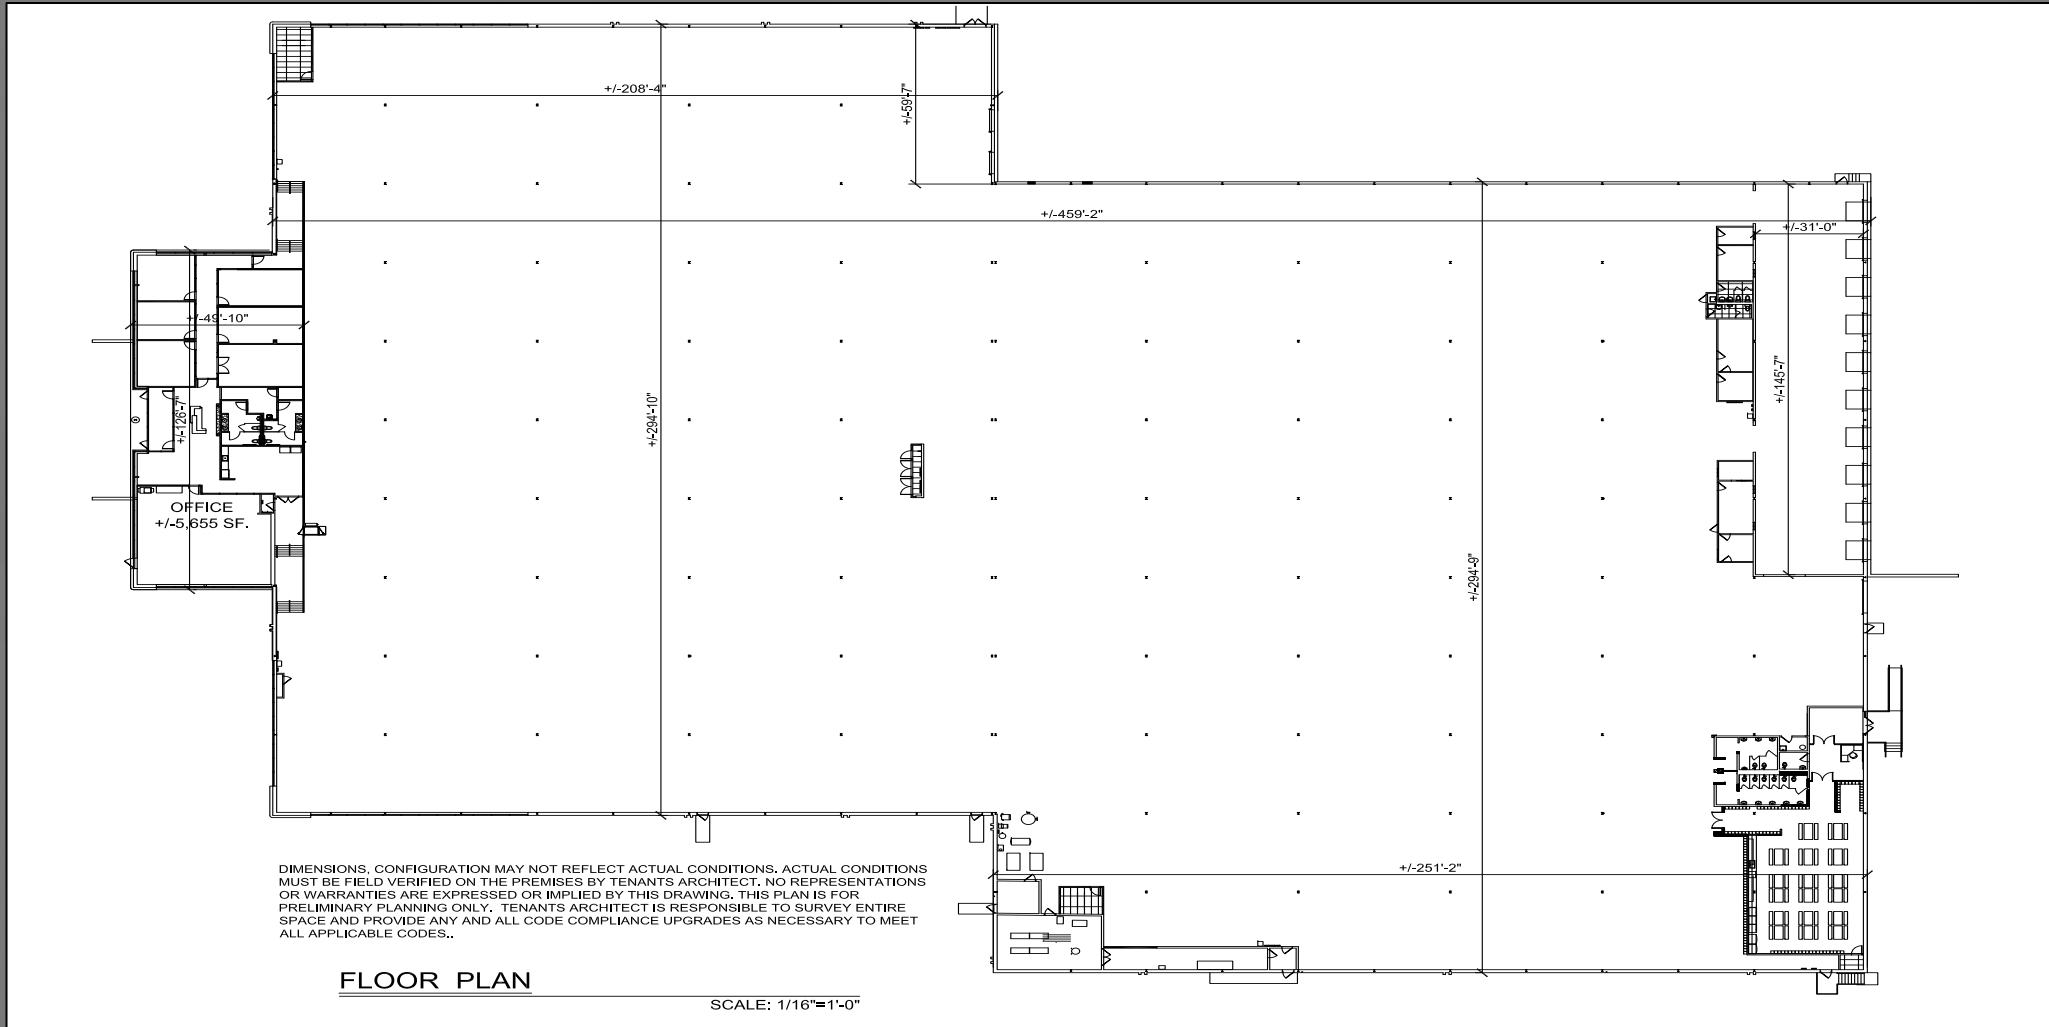 +/-208'-4"
+/-59'-7"
+/-459'-2"
+/-31'-0"
+/-49'-10"
+/-126'-7"
+/-294'-10"
+/-145'-7"
OFFICE
+/-5,655 SF.
+/-294'-9"
+/-251'-2"
DIMENSIONS, CONFIGURATION MAY NOT REFLECT ACTUAL CONDITIONS. ACTUAL CONDITIONS
MUST BE FIELD VERIFIED ON THE PREMISES BY TENANTS ARCHITECT. NO REPRESENTATIONS
OR WARRANTIES ARE EXPRESSED OR IMPLIED BY THIS DRAWING. THIS PLAN IS FOR
PRELIMINARY PLANNING ONLY. TENANTS ARCHITECT IS RESPONSIBLE TO SURVEY ENTIRE
SPACE AND PROVIDE ANY AND ALL CODE COMPLIANCE UPGRADES AS NECESSARY TO MEET
ALL APPLICABLE CODES..
FLOOR PLAN
SCALE: 1/16"=1'-0"